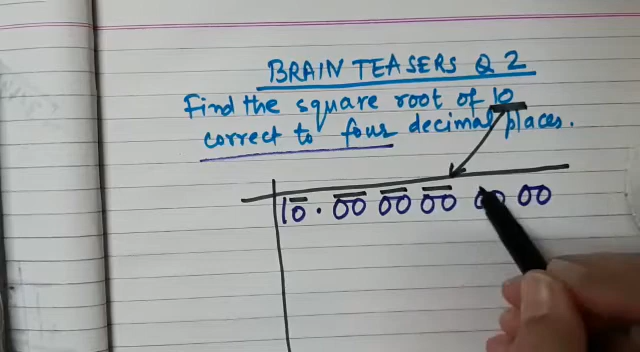 BRAIN TEASERS Q 2
Find the square root of 10
correct to four decimal places.
10.00 00 00 00 00